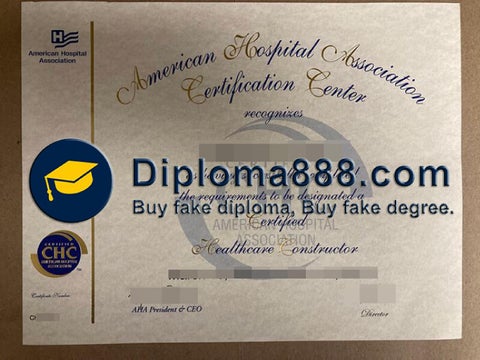 American Hospital
Association
American Hospital Association
Certification Center
recognizes
Diploma888.com
Buy fake diploma, Buy fake degree.
the requirements to be designated a
Certified
AMERICAN HOSPITAL
ASSOCIATION
Healthcare Constructor
CERTIFIED
CHC
Certificate Number
AHA President & CEO
Director